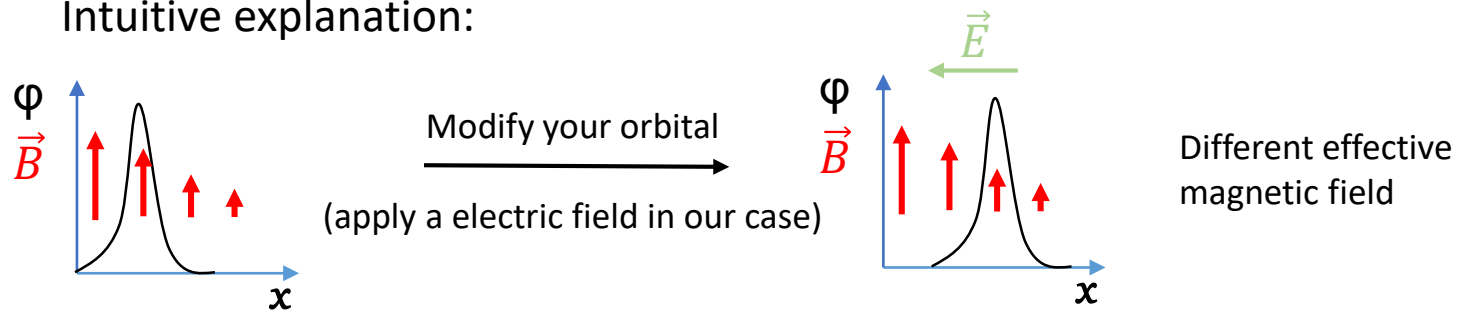 Intuitive explanation:
φ
B⃗
x
Modify your orbital
(apply a electric field in our case)
E⃗
φ
B⃗
x
Different effective
magnetic field